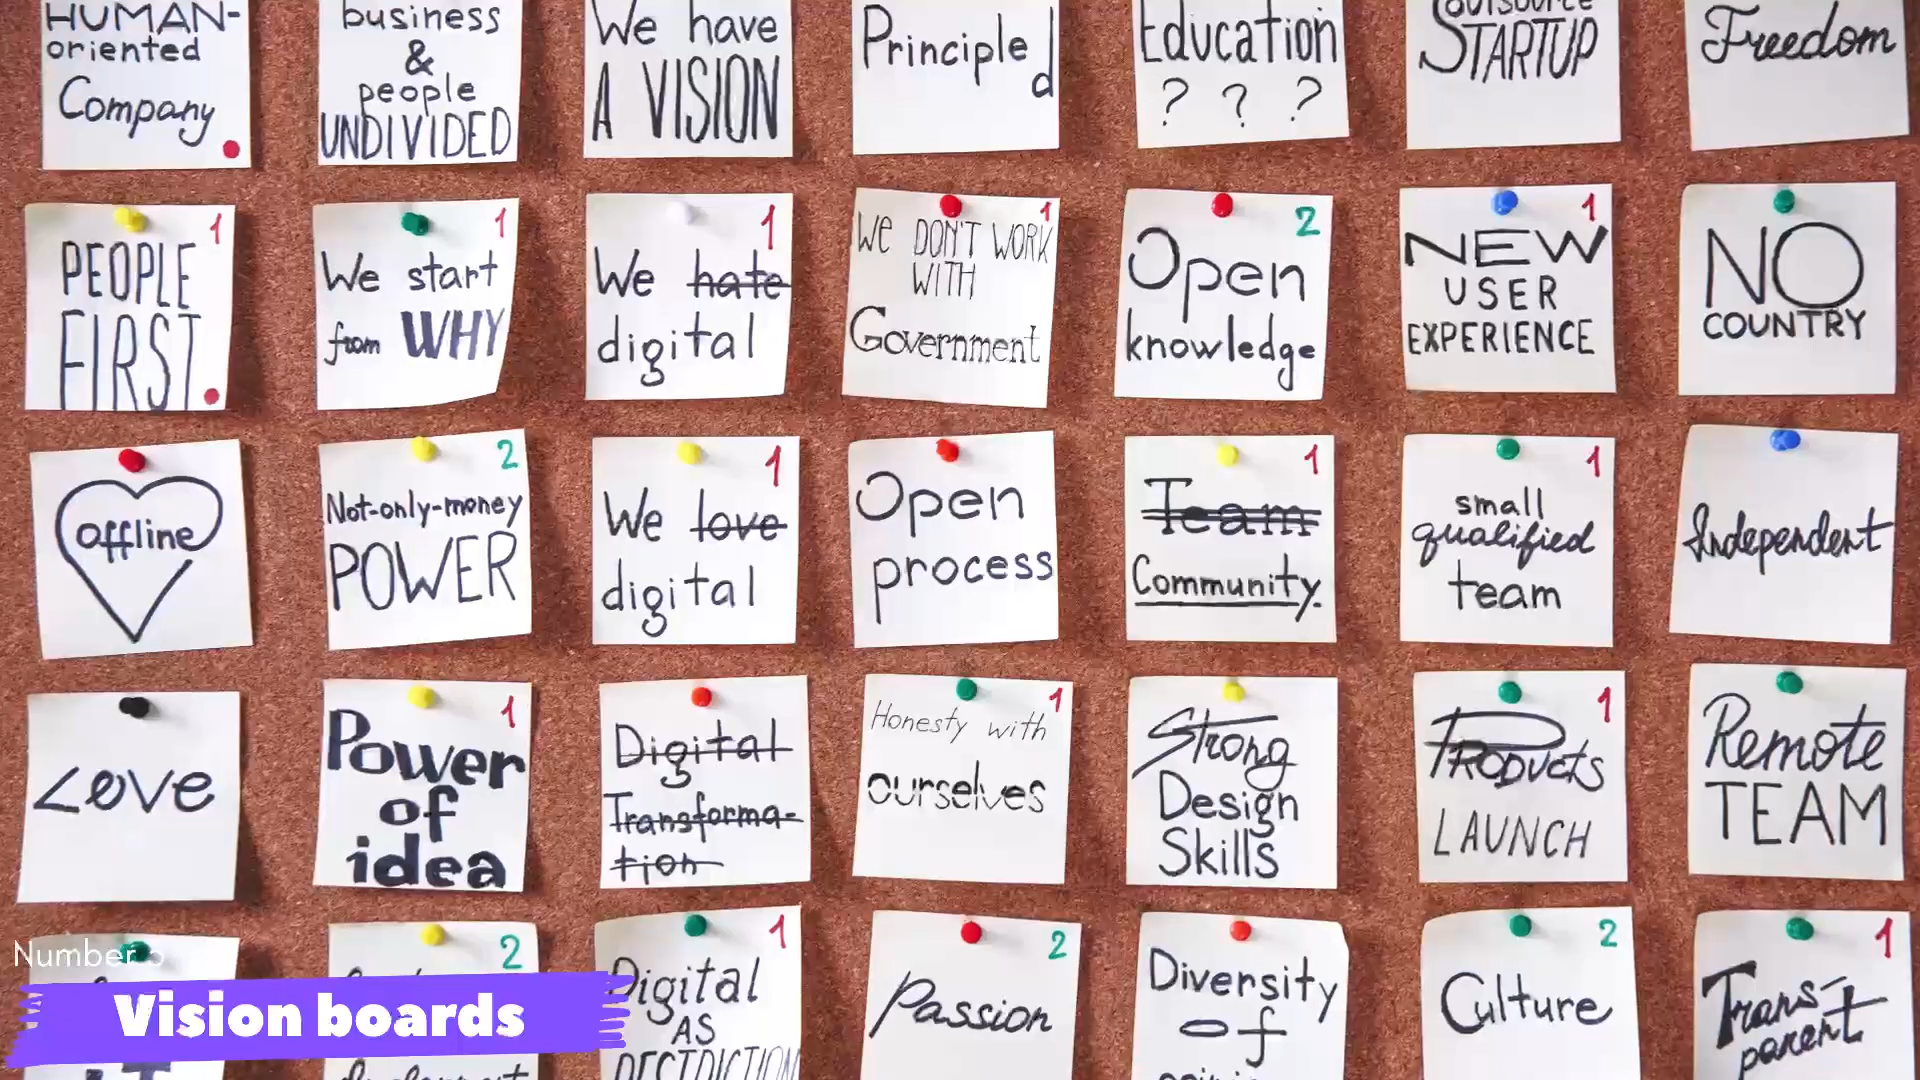 HUMAN-
oriented
Company
business
&
people
UNDIVIDED
We have
A VISION
Principled
Education
? ? ?
outsource
STARTUP
Freedom
1
PEOPLE
FIRST.
1
We start
from WHY
1
We hate
digital
1
We DON'T WORK
WITH
Government
2
Open
knowledge
1
NEW
USER
EXPERIENCE
NO
COUNTRY
offline
2
Not-only-money
POWER
1
We love
digital
Open
process
1
Team
Community.
1
small
qualified
team
Independent
Love
1
Power
of
idea
Digital
Transforma-
tion
1
Honesty with
ourselves
Strong
Design
Skills
1
PRODUCTS
LAUNCH
Remote
TEAM
2
1
Digital
AS
2
Passion
Diversity
of
2
Culture
1
Trans-
parent
Number 5
Vision boards